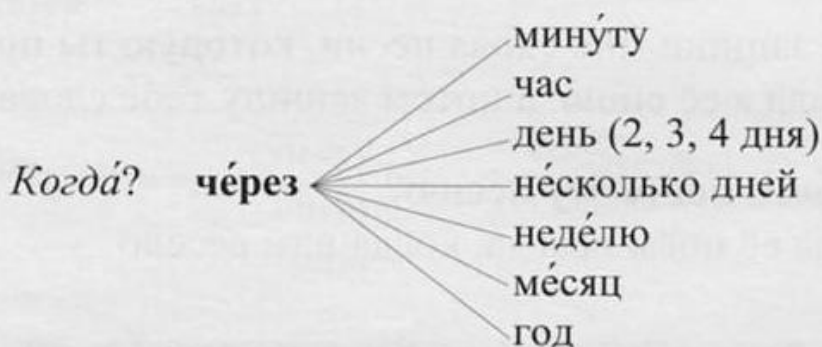 мину́ту
час
день (2, 3, 4 дня)
Когда́? че́рез не́сколько дней
неде́лю
ме́сяц
год